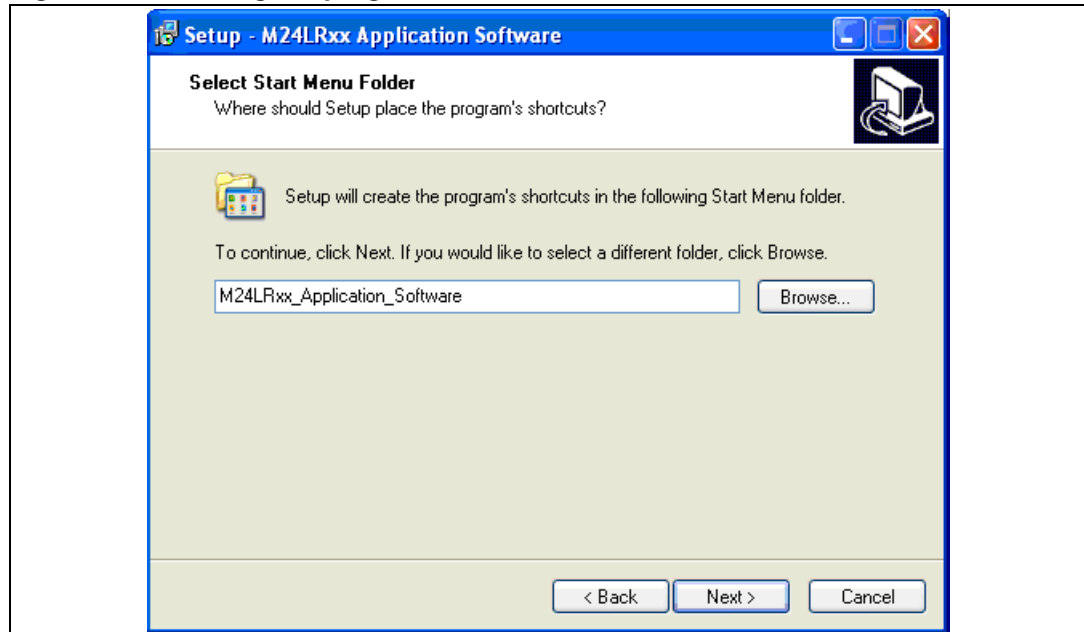 Setup - M24LRxx Application Software
Select Start Menu Folder
Where should Setup place the program's shortcuts?
Setup will create the program's shortcuts in the following Start Menu folder.
To continue, click Next. If you would like to select a different folder, click Browse.
M24LRxx_Application_Software
Browse...
< Back
Next >
Cancel